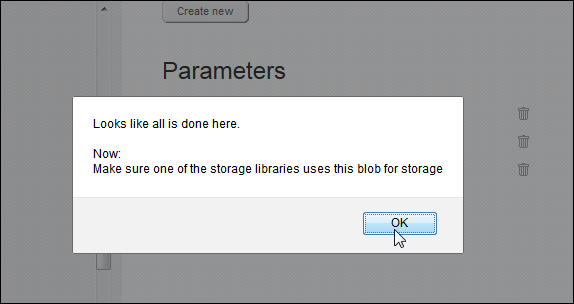 Create new
Parameters
Looks like all is done here.
Now:
Make sure one of the storage libraries uses this blob for storage
OK